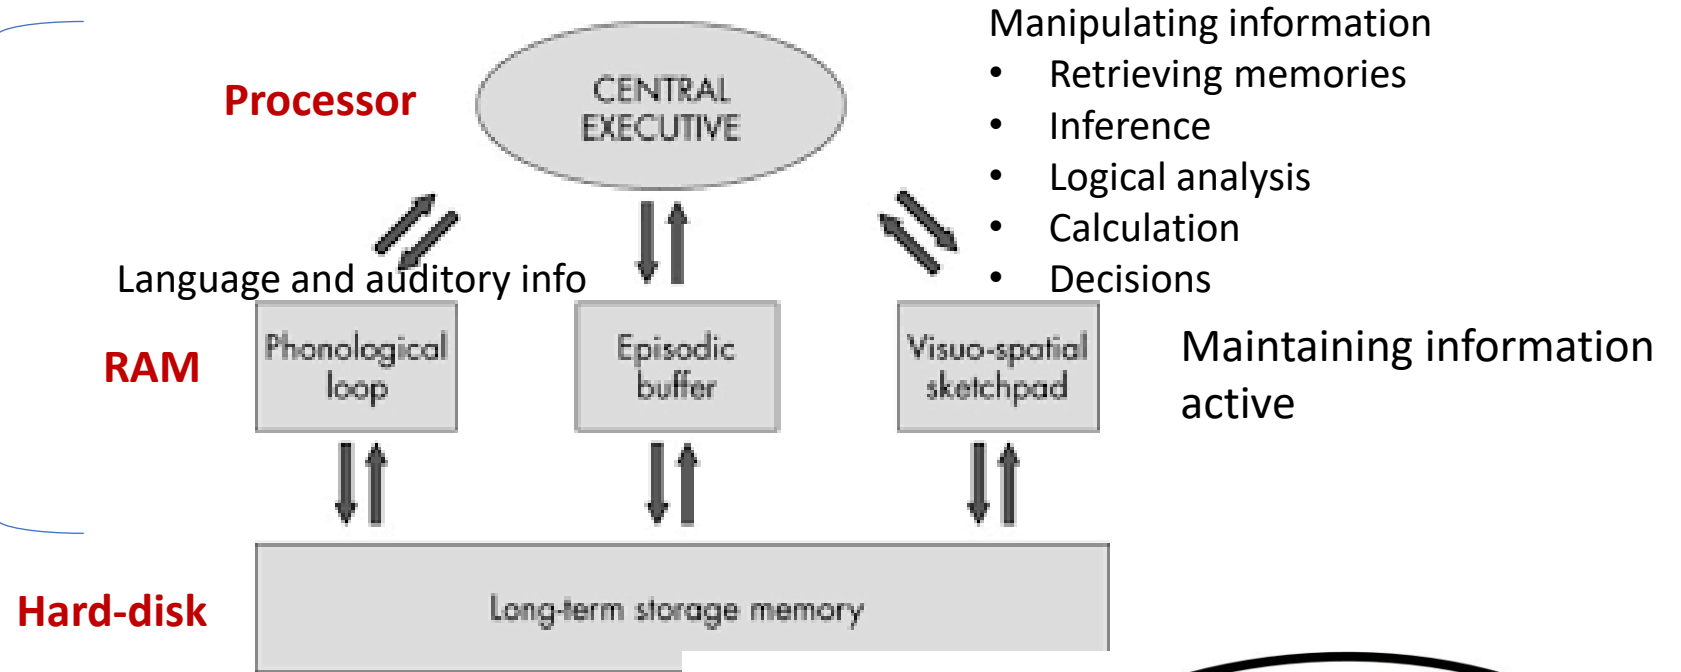 Manipulating information
• Retrieving memories
• Inference
• Logical analysis
• Calculation
• Decisions
Processor
CENTRAL
EXECUTIVE
Language and auditory info
RAM
Phonological
loop
Episodic
buffer
Visuo-spatial
sketchpad
Maintaining information
active
Hard-disk
Long-term storage memory